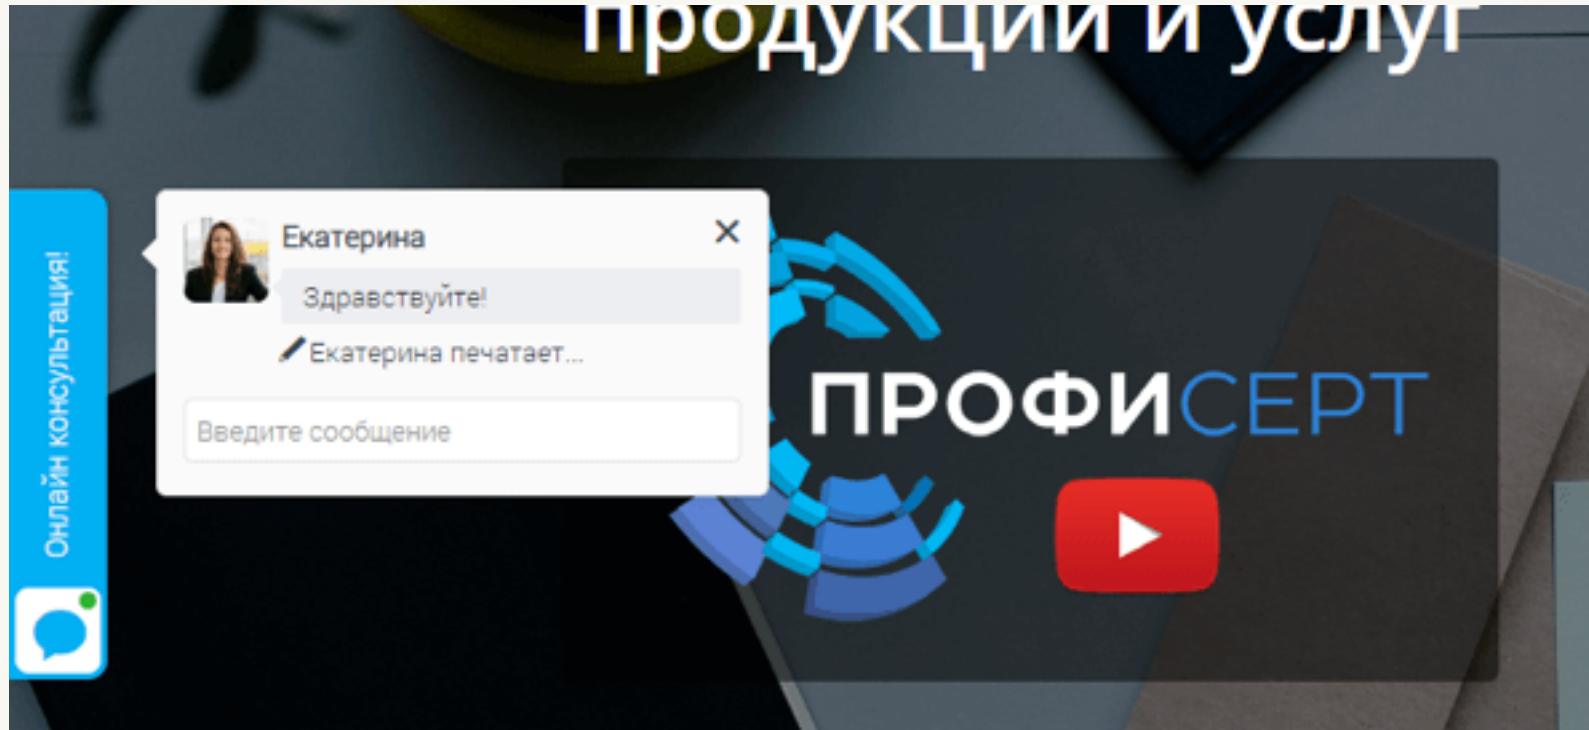 продукции и услуг
Онлайн консультация!
Екатерина
Здравствуйте!
Екатерина печатает...
Введите сообщение
ПРОФИСЕРТ